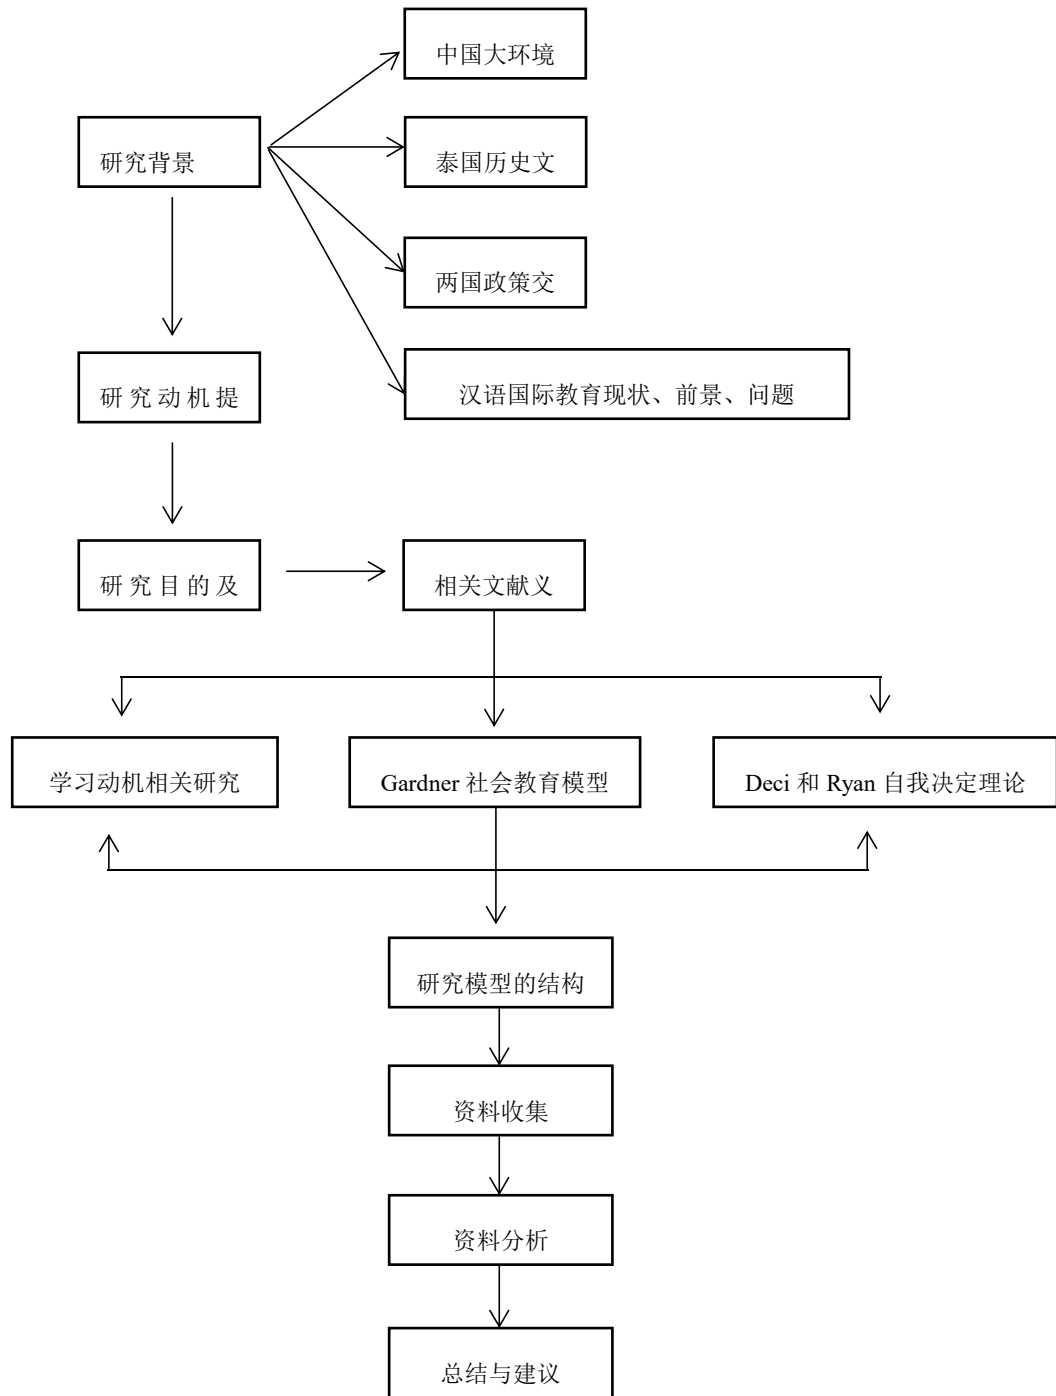 中国大环境
研究背景
泰国历史文
两国政策交
研究动机提
汉语国际教育现状、前景、问题
研究目的及
相关文献义
学习动机相关研究
Gardner 社会教育模型
Deci 和 Ryan 自我决定理论
研究模型的结构
资料收集
资料分析
总结与建议